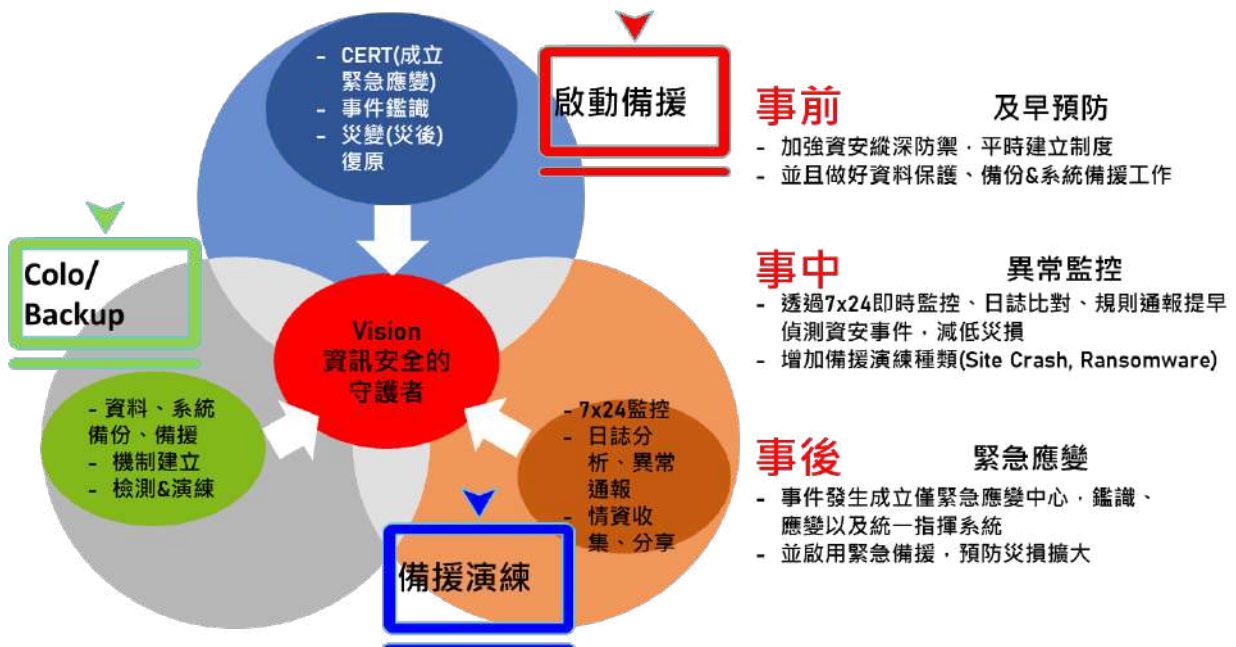 - CERT(成立
緊急應變)
- 事件鑑識
- 災變(災後)
復原
啟動備援
Colo/
Backup
Vision
資訊安全的
守護者
- 資料、系統
備份、備援
- 機制建立
- 檢測&演練
- 7x24監控
- 日誌分
析、異常
通報
- 情資收
集、分享
備援演練
事前 及早預防
- 加強資安縱深防禦，平時建立制度
- 並且做好資料保護、備份&系統備援工作
事中 異常監控
- 透過7x24即時監控、日誌比對、規則通報提早
偵測資安事件，減低災損
- 增加備援演練種類(Site Crash, Ransomware)
事後 緊急應變
- 事件發生成立僅緊急應變中心，鑑識、
應變以及統一指揮系統
- 並啟用緊急備援，預防災損擴大